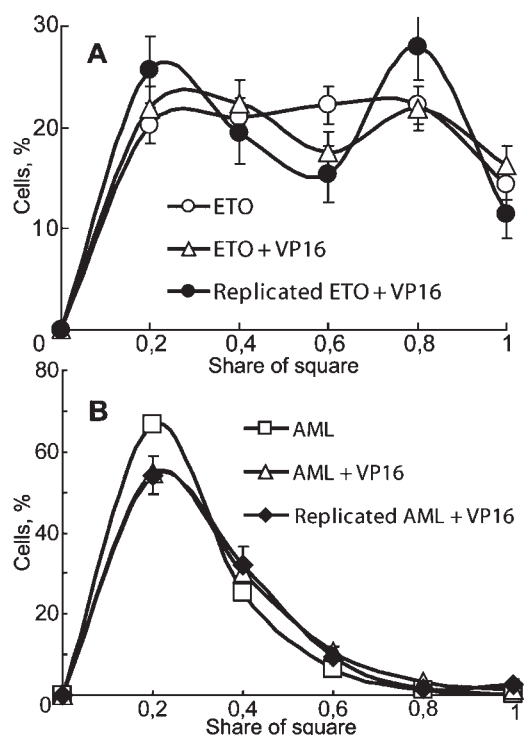 30
A
20
Cells, %
ETO
10
ETO + VP16
Replicated ETO + VP16
0
0,2
0,4
0,6
0,8
1
Share of square
80
B
AML
60
AML + VP16
Cells, %
Replicated AML + VP16
40
20
0
0,2
0,4
0,6
0,8
1
Share of square